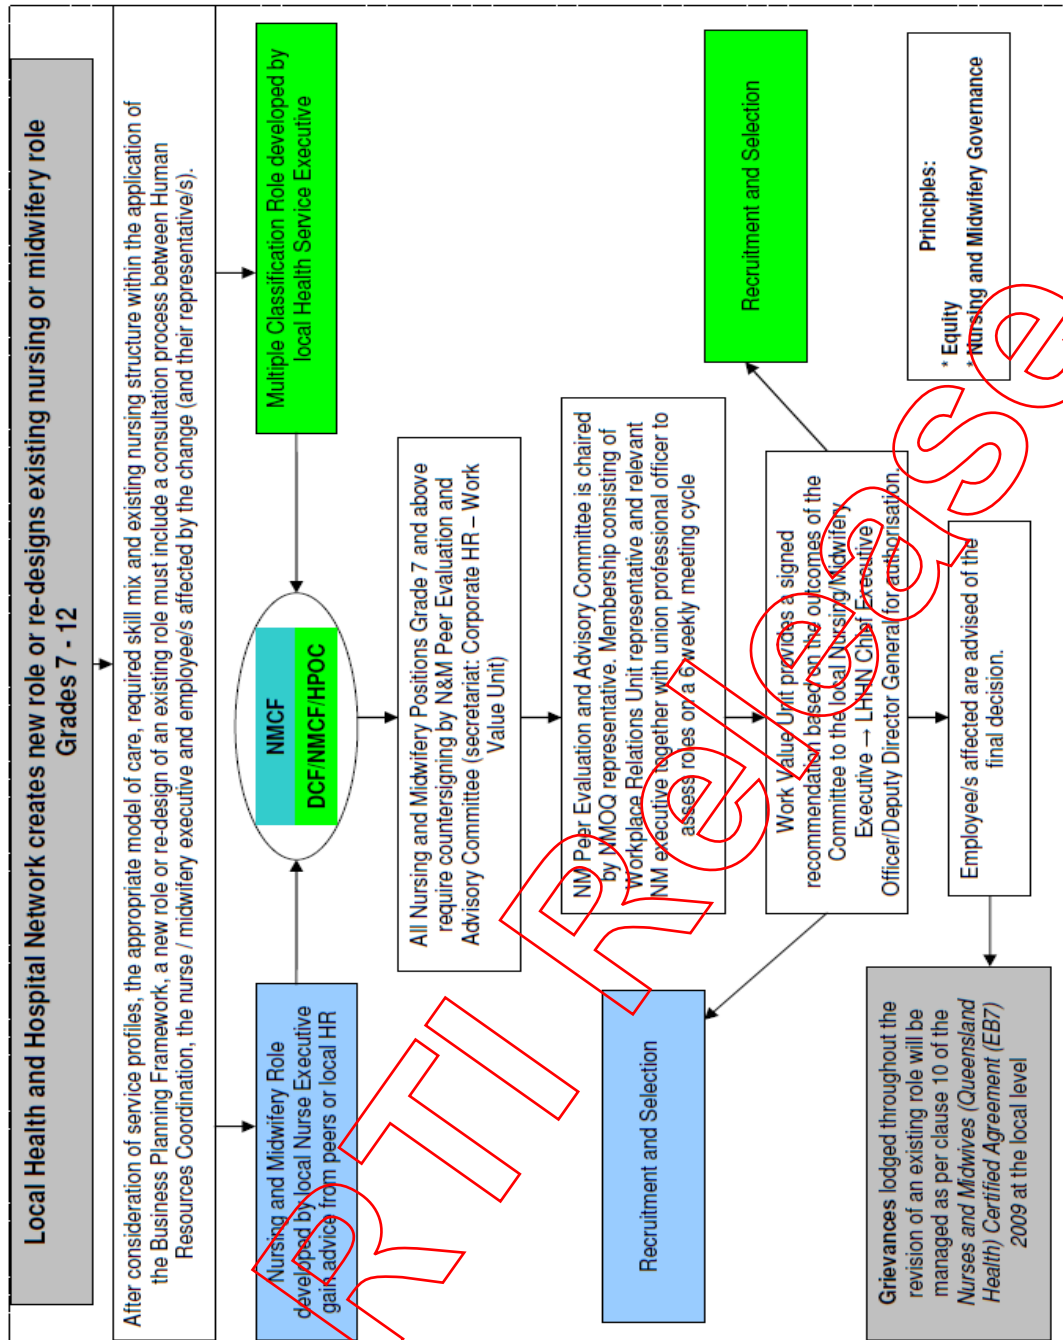 Local Health and Hospital Network creates new role or re-designs existing nursing or midwifery role
Grades 7 - 12
After consideration of service profiles, the appropriate model of care, required skill mix and existing nursing structure within the application of
the Business Planning Framework, a new role or re-design of an existing role must include a consultation process between Human
Resources Coordination, the nurse / midwifery executive and employee/s affected by the change (and their representative/s).
Nursing and Midwifery Role
developed by local Nurse Executive
gain advice from peers or local HR
NMCF
DCF/NMCF/HPOC
Multiple Classification Role developed by
local Health Service Executive
All Nursing and Midwifery Positions Grade 7 and above
require countersigning by N&M Peer Evaluation and
Advisory Committee (secretariat: Corporate HR – Work
Value Unit)
NM Peer Evaluation and Advisory Committee is chaired
by NMOQ representative. Membership consisting of
Workplace Relations Unit representative and relevant
NM executive together with union professional officer to
assess roles on a 6 weekly meeting cycle
Recruitment and Selection
Work Value Unit provides a signed
recommendation based on the outcomes of the
Committee to the local Nursing/Midwifery
Executive → LHHN Chief Executive
Officer/Deputy Director General for authorisation.
Recruitment and Selection
Employee/s affected are advised of the
final decision.
Grievances lodged throughout the
revision of an existing role will be
managed as per clause 10 of the
Nurses and Midwives (Queensland
Health) Certified Agreement (EB7)
2009 at the local level
Principles:
* Equity
* Nursing and Midwifery Governance
RTI Release